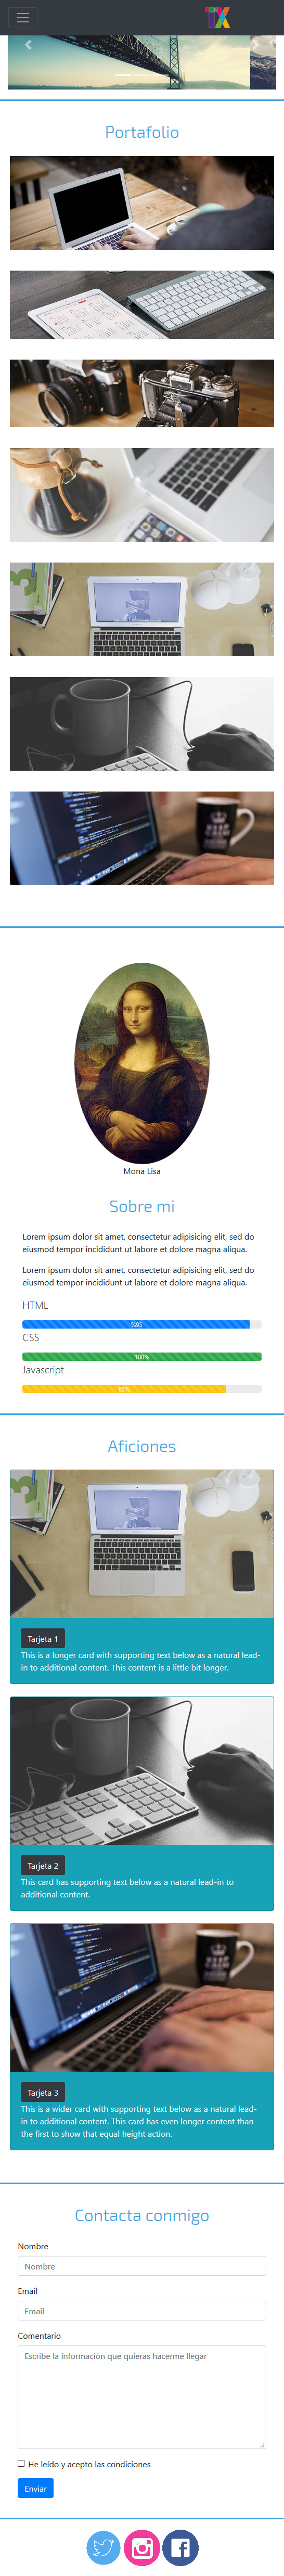 TX
Portafolio
Mona Lisa
Sobre mi
Lorem ipsum dolor sit amet, consectetur adipisicing elit, sed do
eiusmod tempor incididunt ut labore et dolore magna aliqua.
Lorem ipsum dolor sit amet, consectetur adipisicing elit, sed do
eiusmod tempor incididunt ut labore et dolore magna aliqua.
HTML
%95
CSS
100%
Javascript
85%
Aficiones
Tarjeta 1
This is a longer card with supporting text below as a natural lead-
in to additional content. This content is a little bit longer.
Tarjeta 2
This card has supporting text below as a natural lead-in to
additional content.
Tarjeta 3
This is a wider card with supporting text below as a natural lead-
in to additional content. This card has even longer content than
the first to show that equal height action.
Contacta conmigo
Nombre
Nombre
Email
Email
Comentario
Escribe la información que quieras hacerme llegar
He leído y acepto las condiciones
Enviar